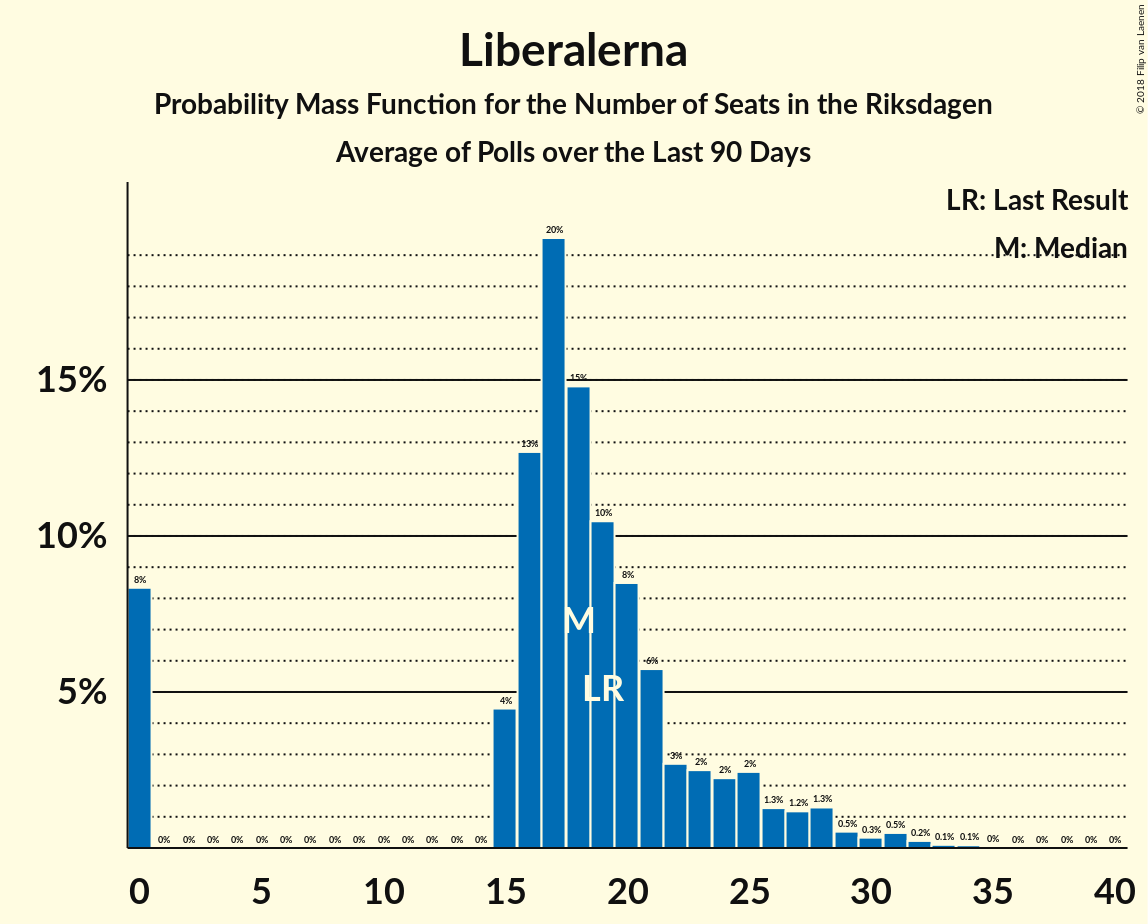 Liberalerna
Probability Mass Function for the Number of Seats in the Riksdagen
Average of Polls over the Last 90 Days
© 2018 Filip van Laenen
LR: Last Result
M: Median
20%
15%
15%
13%
10%
10%
8%
8%
M
6%
LR
5%
4%
3%
2%
2%
2%
1.3%
1.2%
1.3%
0.5%
0.3%
0.5%
0.2%
0.1%
0.1%
0% 0% 0% 0% 0% 0% 0% 0% 0% 0% 0% 0% 0% 0% 0% 0% 0% 0% 0% 0%
0 5 10 15 20 25 30 35 40